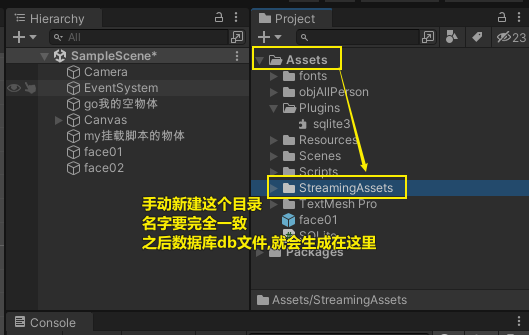 Hierarchy
All
SampleScene*
Camera
EventSystem
go我的空物体
Canvas
my挂载脚本的物体
face01
face02
Project
23
Assets
fonts
objAllPerson
Plugins
sqlite3
Resources
Scenes
Scripts
StreamingAssets
TextMesh Pro
face01
SQLite
Packages
手动新建这个目录
名字要完全一致
之后数据库db文件,就会生成在这里
Assets/StreamingAssets
Console